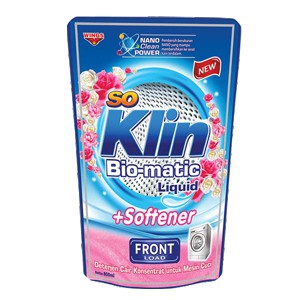 WINGS
NANO
Clean
POWER
NEW
SO
Klin
Bio-matic
Liquid
+Softener
FRONT
LOAD
Deterjen Cair Konsentrat untuk Mesin Cuci